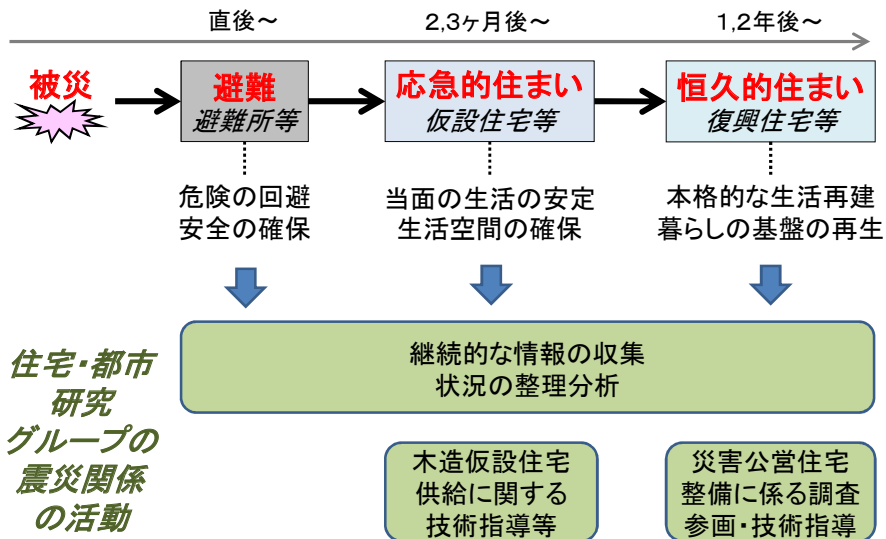 直後～
2,3ヶ月後～
1,2年後～
被災
避難
避難所等
応急的住まい
仮設住宅等
恒久的住まい
復興住宅等
危険の回避
安全の確保
当面の生活の安定
生活空間の確保
本格的な生活再建
暮らしの基盤の再生
住宅・都市
研究
グループの
震災関係
の活動
継続的な情報の収集
状況の整理分析
木造仮設住宅
供給に関する
技術指導等
災害公営住宅
整備に係る調査
参画・技術指導